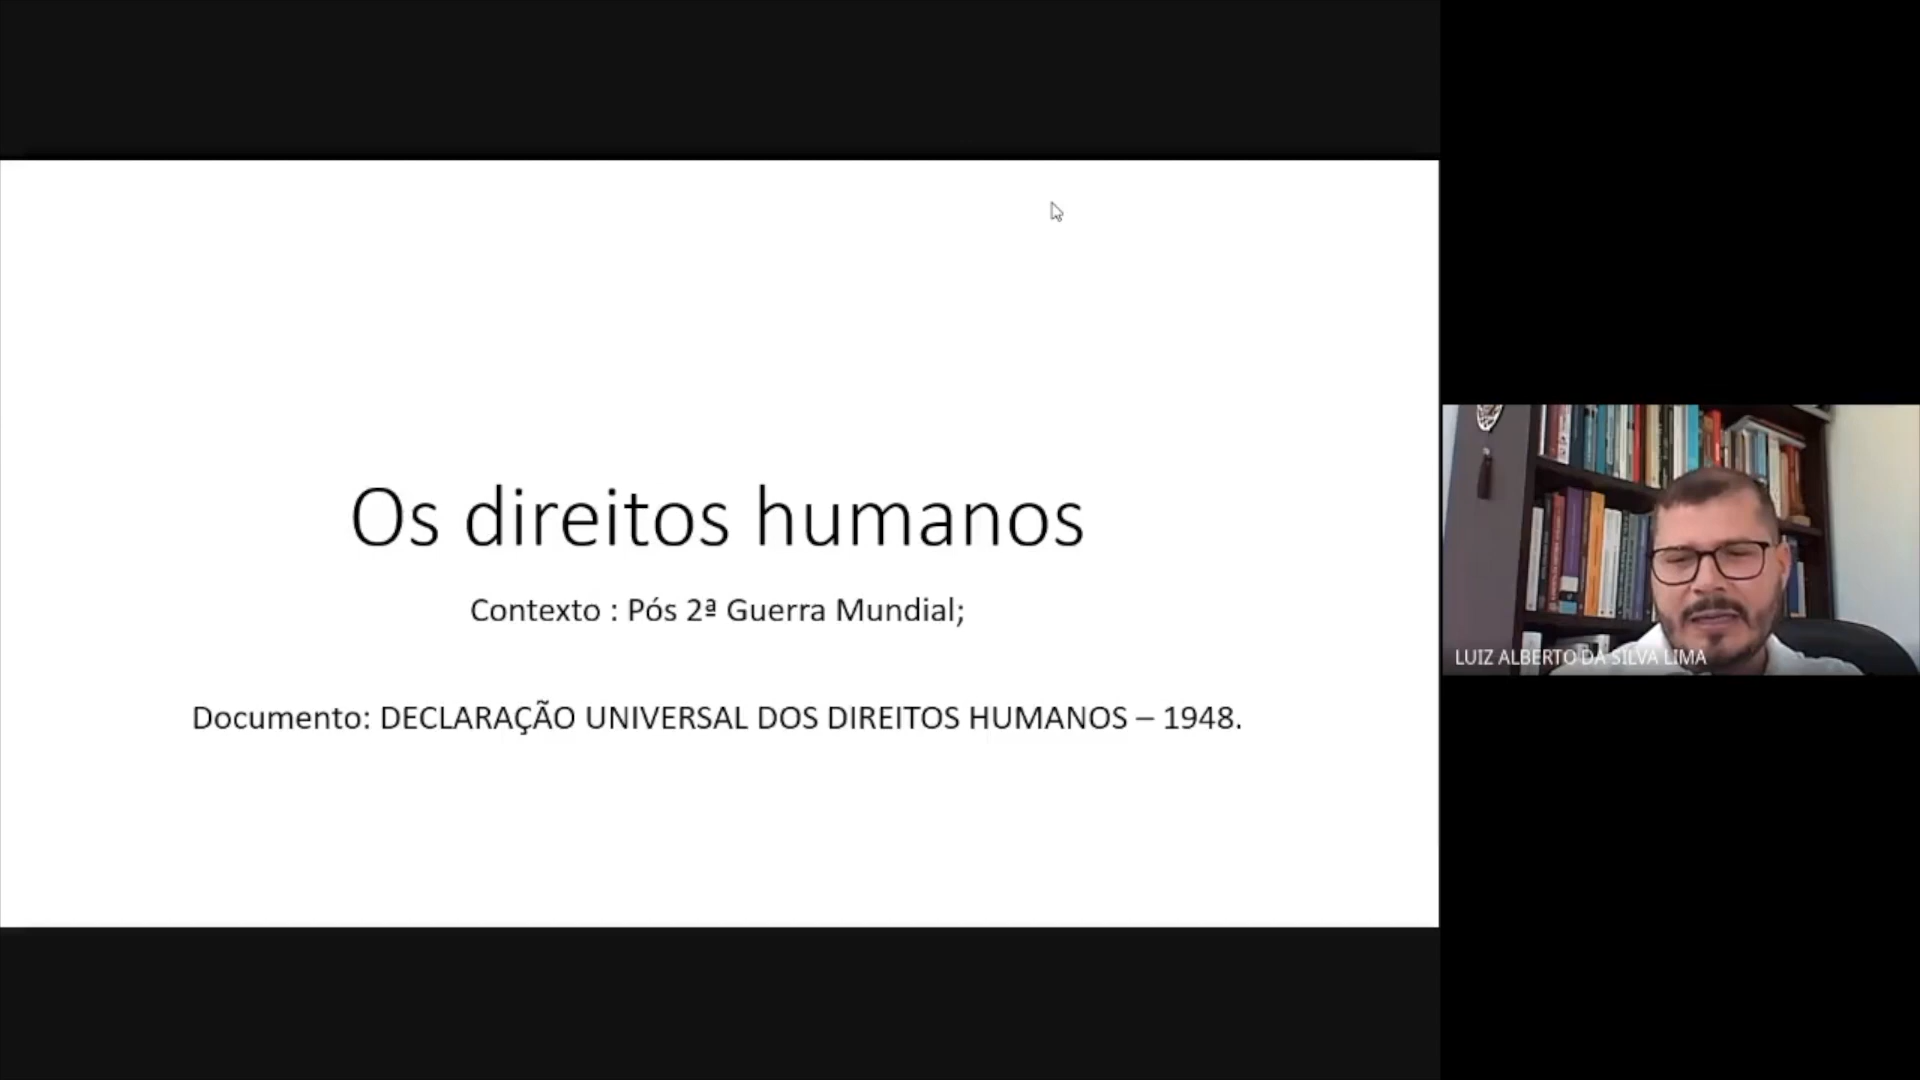 Os direitos humanos
Contexto : Pós 2ª Guerra Mundial;
Documento: DECLARAÇÃO UNIVERSAL DOS DIREITOS HUMANOS – 1948.
LUIZ ALBERTO DA SILVA LIMA